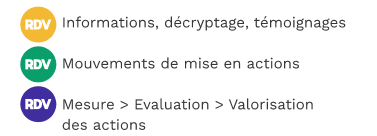 RDV Informations, décryptage, témoignages
RDV Mouvements de mise en actions
RDV Mesure > Evaluation > Valorisation
des actions